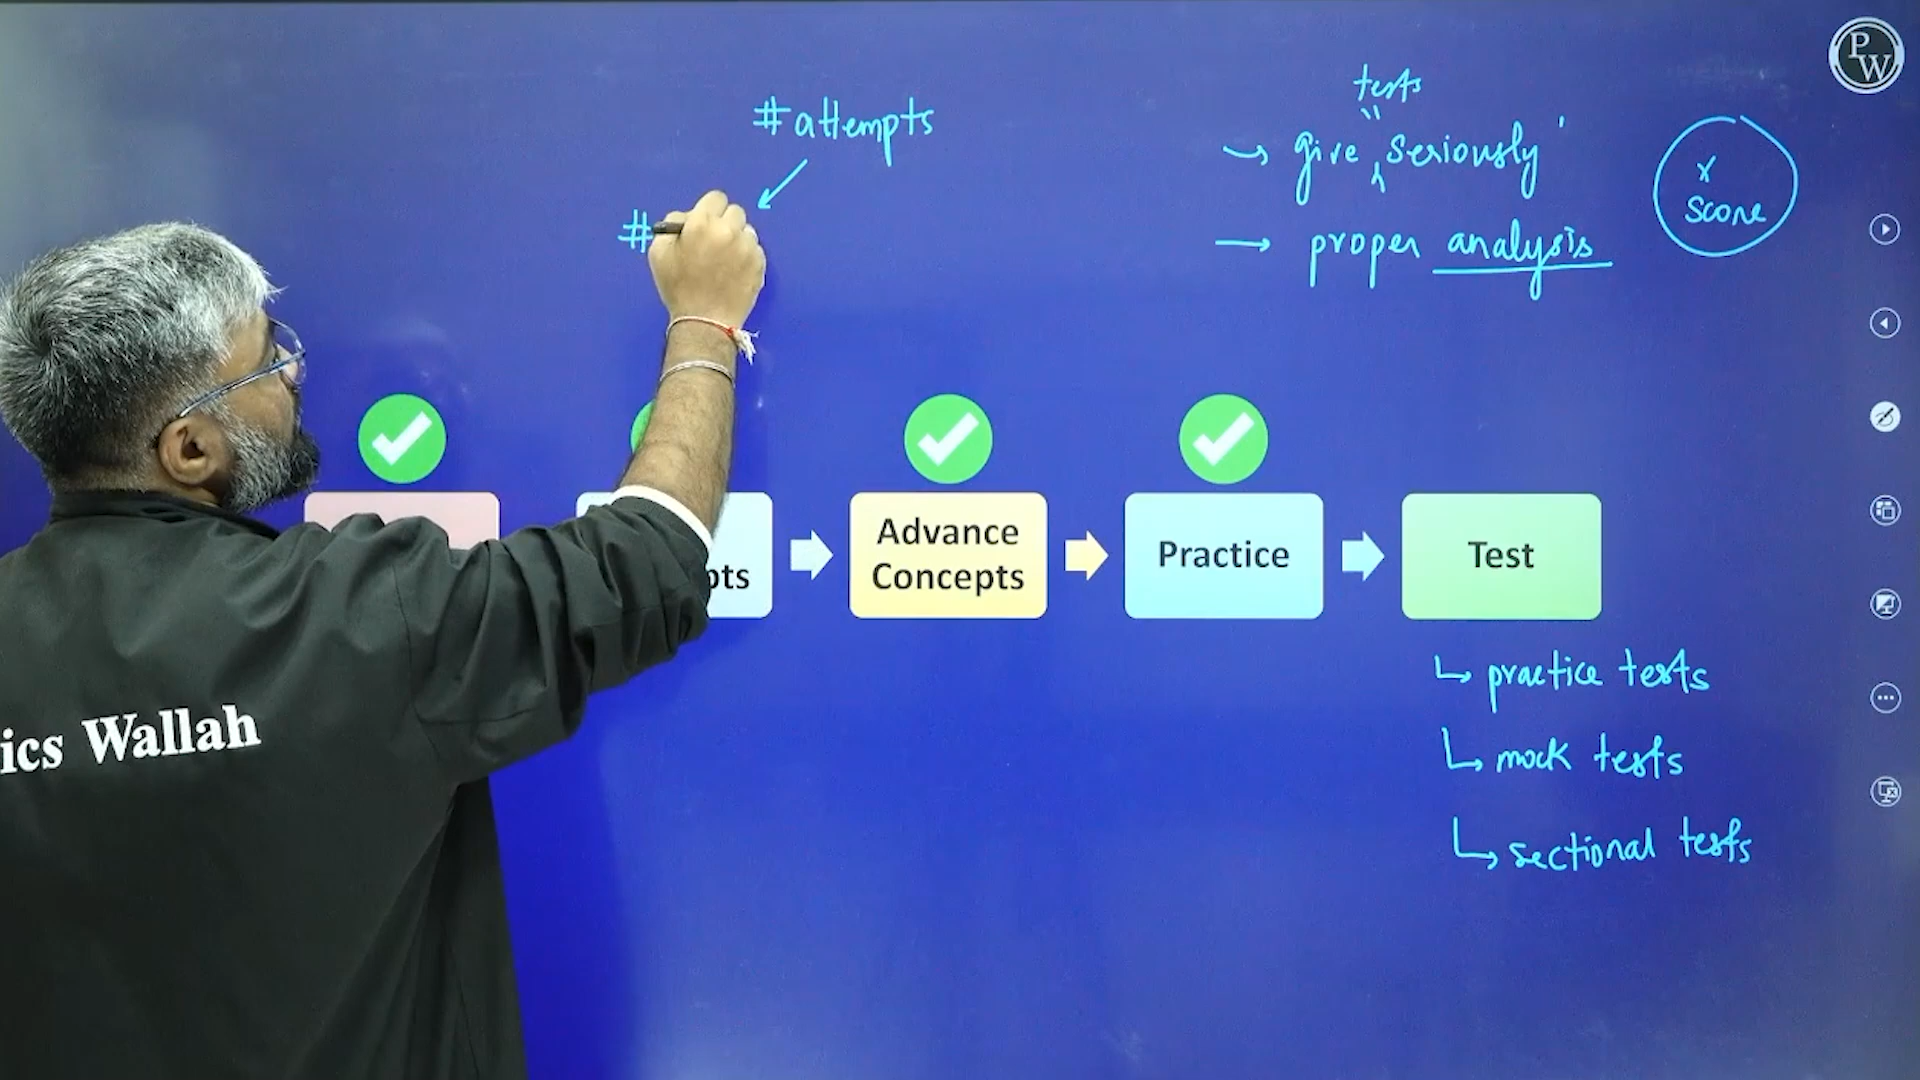 PW
tests
#attempts
→ give seriously
x
score
#
→ proper analysis
Advance
Concepts
Practice
Test
pts
ics Wallah
practice tests
mock tests
sectional tests